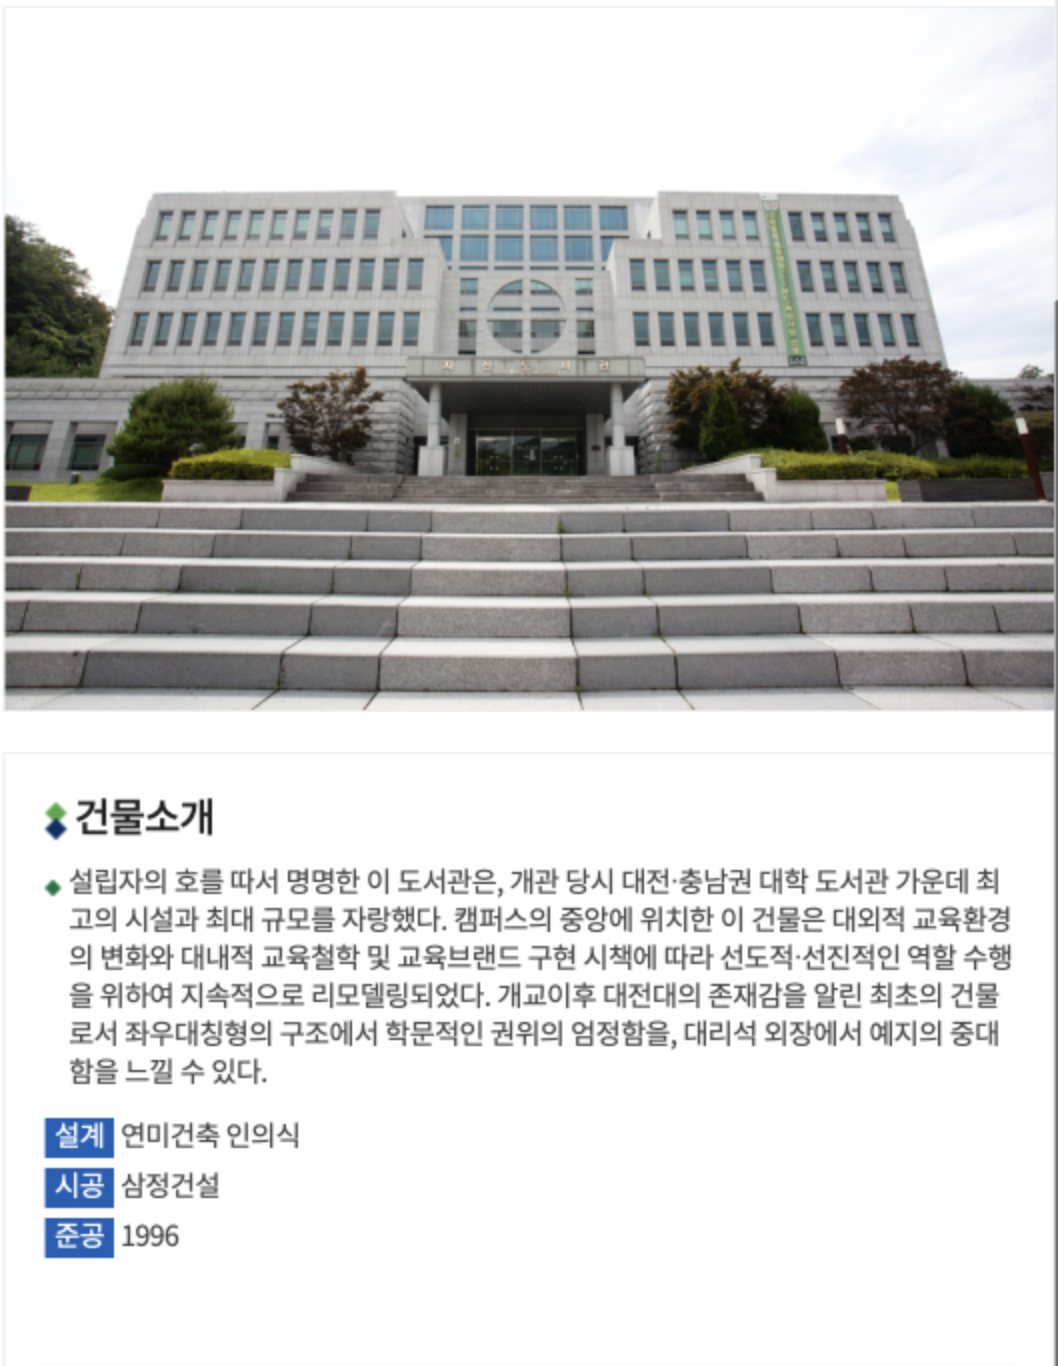 건물소개
설립자의 호를 따서 명명한 이 도서관은, 개관 당시 대전·충남권 대학 도서관 가운데 최
고의 시설과 최대 규모를 자랑했다. 캠퍼스의 중앙에 위치한 이 건물은 대외적 교육환경
의 변화와 대내적 교육철학 및 교육브랜드 구현 시책에 따라 선도적·선진적인 역할 수행
을 위하여 지속적으로 리모델링되었다. 개교이후 대전대의 존재감을 알린 최초의 건물
로서 좌우대칭형의 구조에서 학문적인 권위의 엄정함을, 대리석 외장에서 예지의 중대
함을 느낄 수 있다.
설계 연미건축 인의식
시공 삼정건설
준공 1996